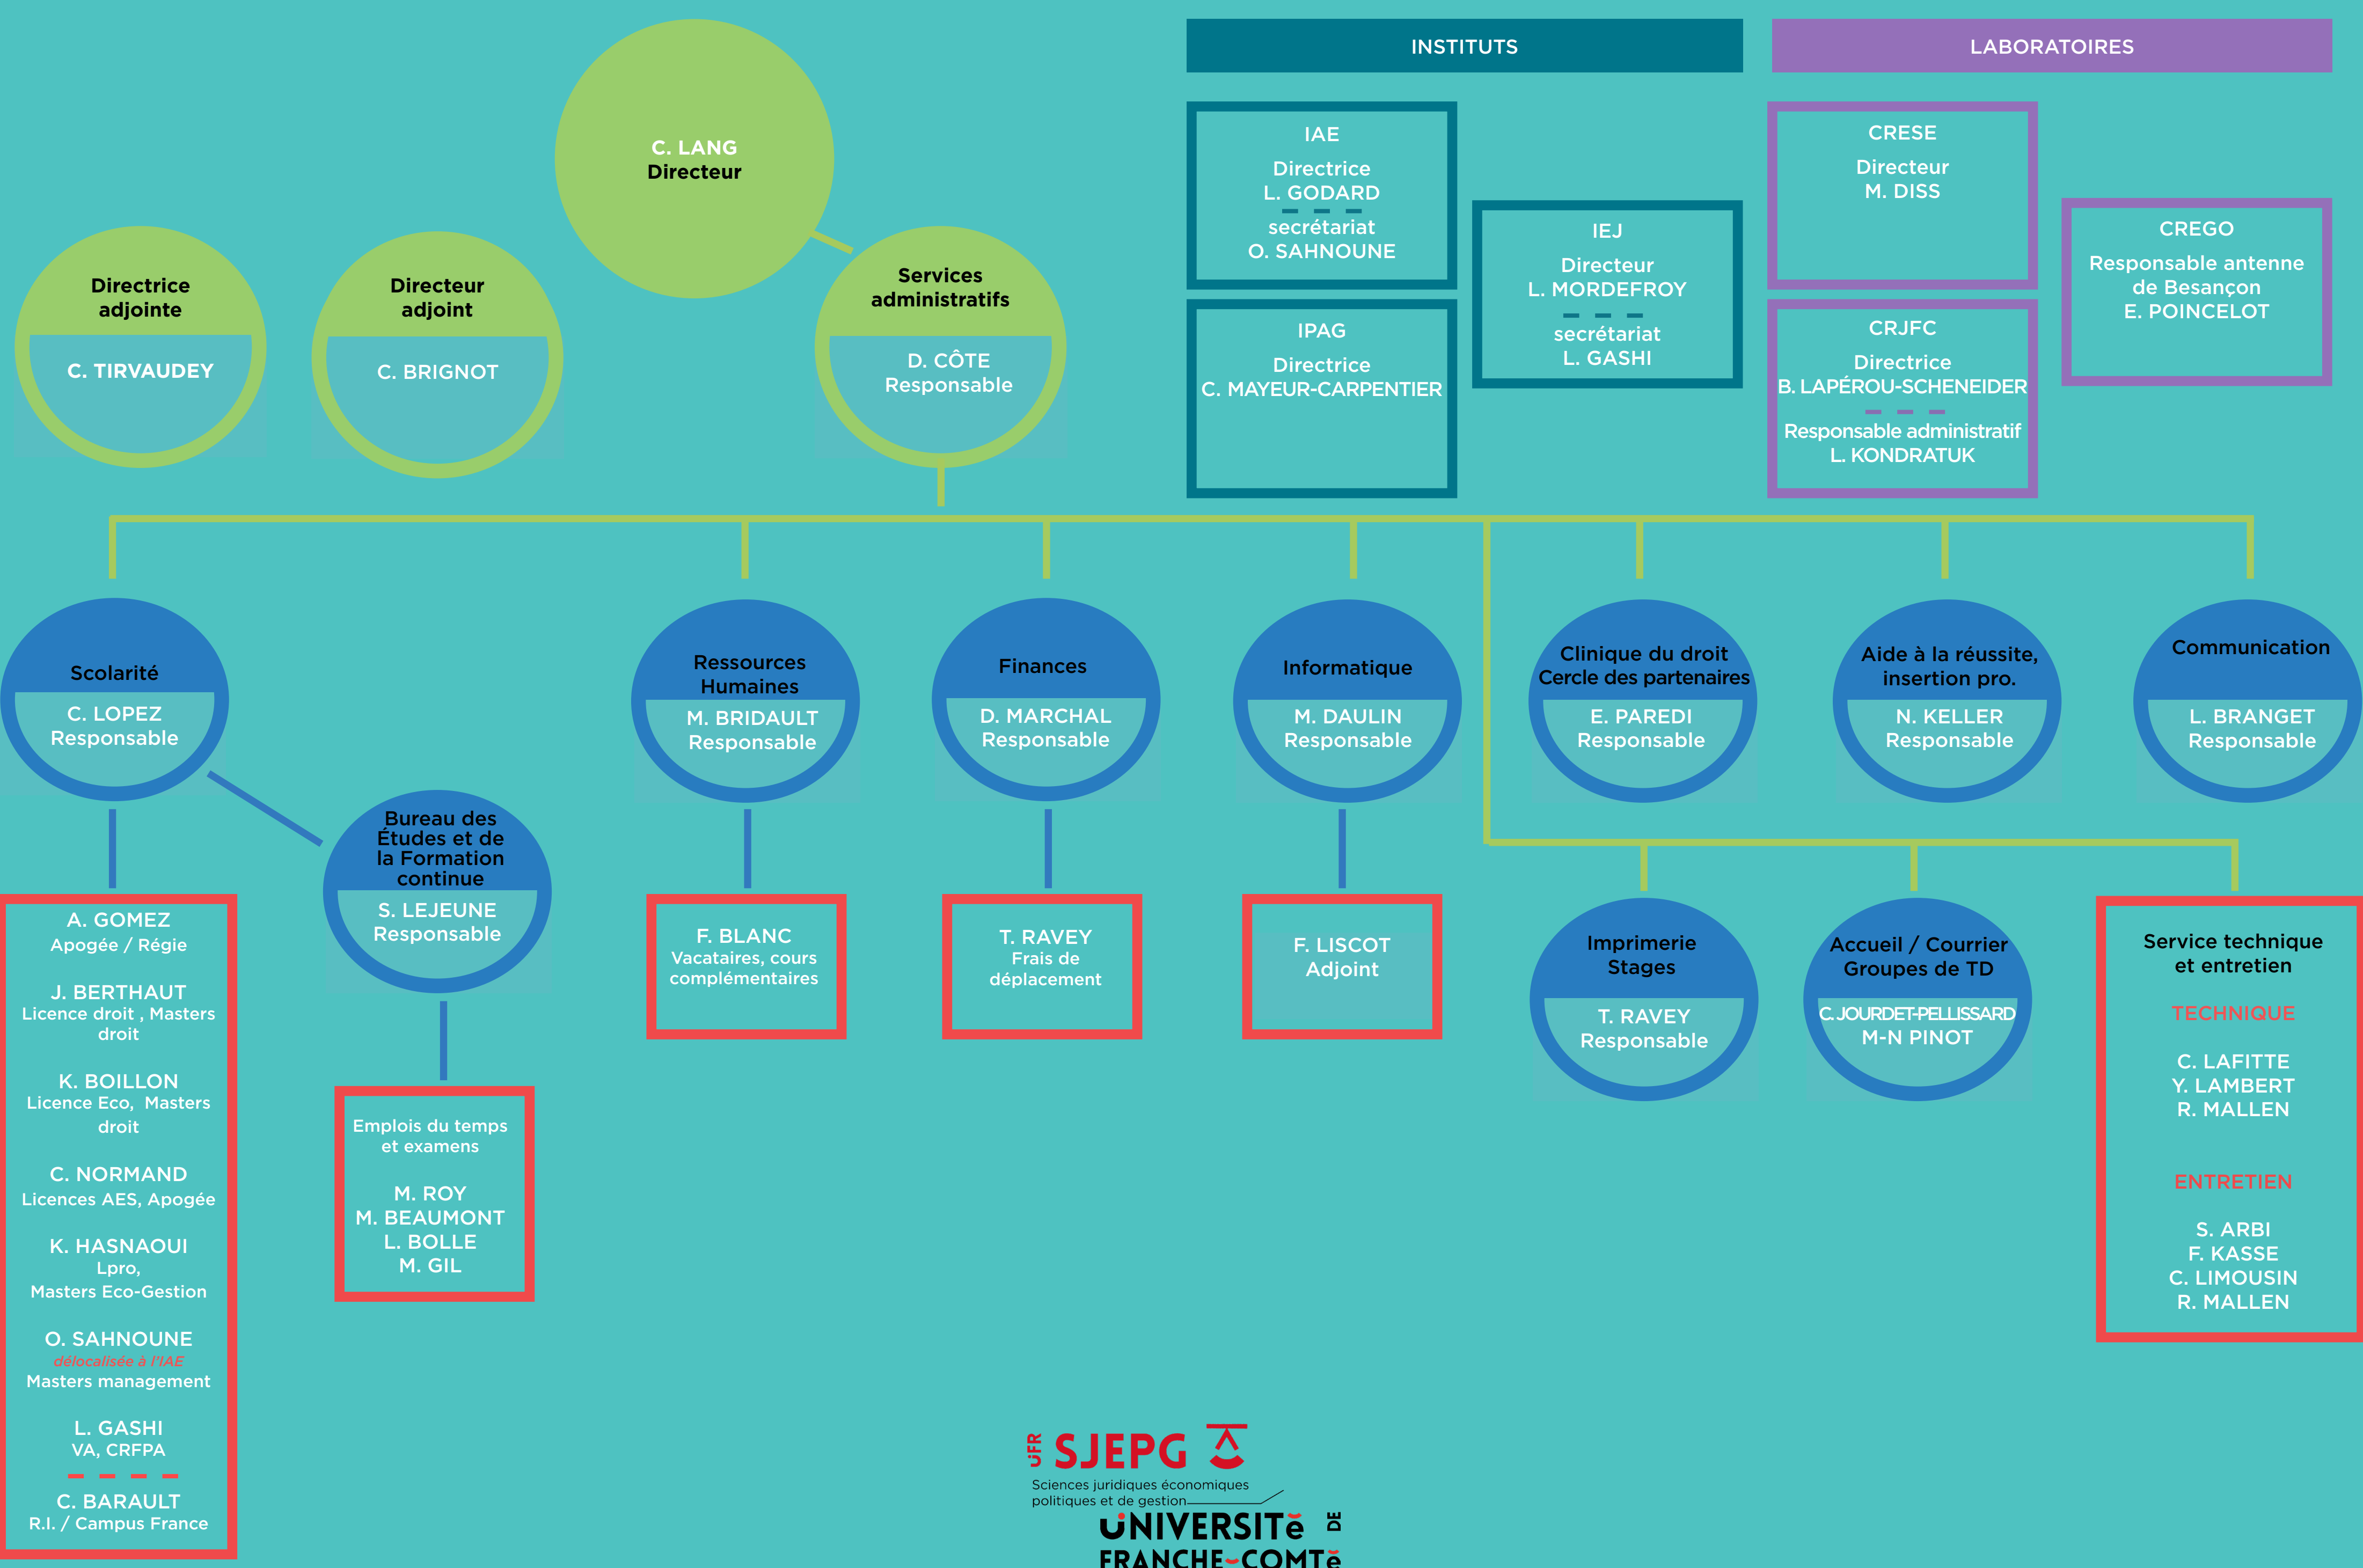 C. LANG
Directeur
Directrice
adjointe
C. TIRVAUDEY
Directeur
adjoint
C. BRIGNOT
Services
administratifs
D. CÔTE
Responsable
INSTITUTS
IAE
Directrice
L. GODARD
secrétariat
O. SAHNOUNE
IPAG
Directrice
C. MAYEUR-CARPENTIER
IEJ
Directeur
L. MORDEFROY
secrétariat
L. GASHI
LABORATOIRES
CRESE
Directeur
M. DISS
CRJFC
Directrice
B. LAPÉROU-SCHENEIDER
Responsable administratif
L. KONDRATUK
CREGO
Responsable antenne
de Besançon
E. POINCELOT
Scolarité
C. LOPEZ
Responsable
Ressources
Humaines
M. BRIDAULT
Responsable
Finances
D. MARCHAL
Responsable
Informatique
M. DAULIN
Responsable
Clinique du droit
Cercle des partenaires
E. PAREDI
Responsable
Aide à la réussite,
insertion pro.
N. KELLER
Responsable
Communication
L. BRANGET
Responsable
Bureau des
Études et de
la Formation
continue
S. LEJEUNE
Responsable
A. GOMEZ
Apogée / Régie
J. BERTHAUT
Licence droit , Masters
droit
K. BOILLON
Licence Eco, Masters
droit
C. NORMAND
Licences AES, Apogée
K. HASNAOUI
Lpro,
Masters Eco-Gestion
O. SAHNOUNE
délocalisée à l'IAE
Masters management
L. GASHI
VA, CRFPA
C. BARAULT
R.I. / Campus France
Emplois du temps
et examens
M. ROY
M. BEAUMONT
L. BOLLE
M. GIL
F. BLANC
Vacataires, cours
complémentaires
T. RAVEY
Frais de
déplacement
F. LISCOT
Adjoint
Imprimerie
Stages
T. RAVEY
Responsable
Accueil / Courrier
Groupes de TD
C. JOURDET-PELLISSARD
M-N PINOT
Service technique
et entretien
TECHNIQUE
C. LAFITTE
Y. LAMBERT
R. MALLEN
ENTRETIEN
S. ARBI
F. KASSE
C. LIMOUSIN
R. MALLEN
UFR SJEPG
Sciences juridiques économiques
politiques et de gestion
UNIVERSITé DE
FRANCHE-COMTé